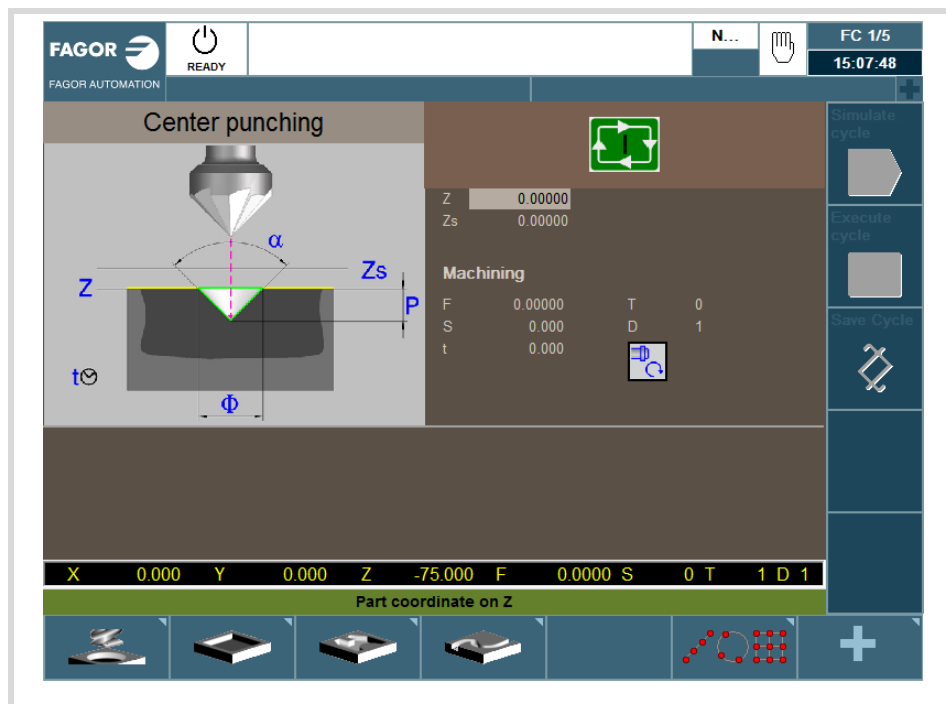 FAGOR
FAGOR AUTOMATION
READY
N...
FC 1/5
15:07:48
Center punching
α
Z
Zs
P
t
Φ
Z 0.00000
Zs 0.00000
Machining
F 0.00000 T 0
S 0.000 D 1
t 0.000
Simulate cycle
Execute cycle
Save Cycle
X 0.000 Y 0.000 Z -75.000 F 0.0000 S 0 T 1 D 1
Part coordinate on Z